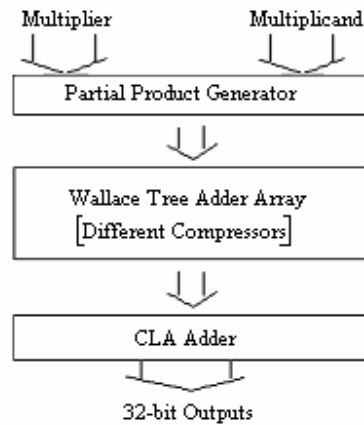 Multiplier Multiplicand
Partial Product Generator
Wallace Tree Adder Array
[Different Compressors]
CLA Adder
32-bit Outputs